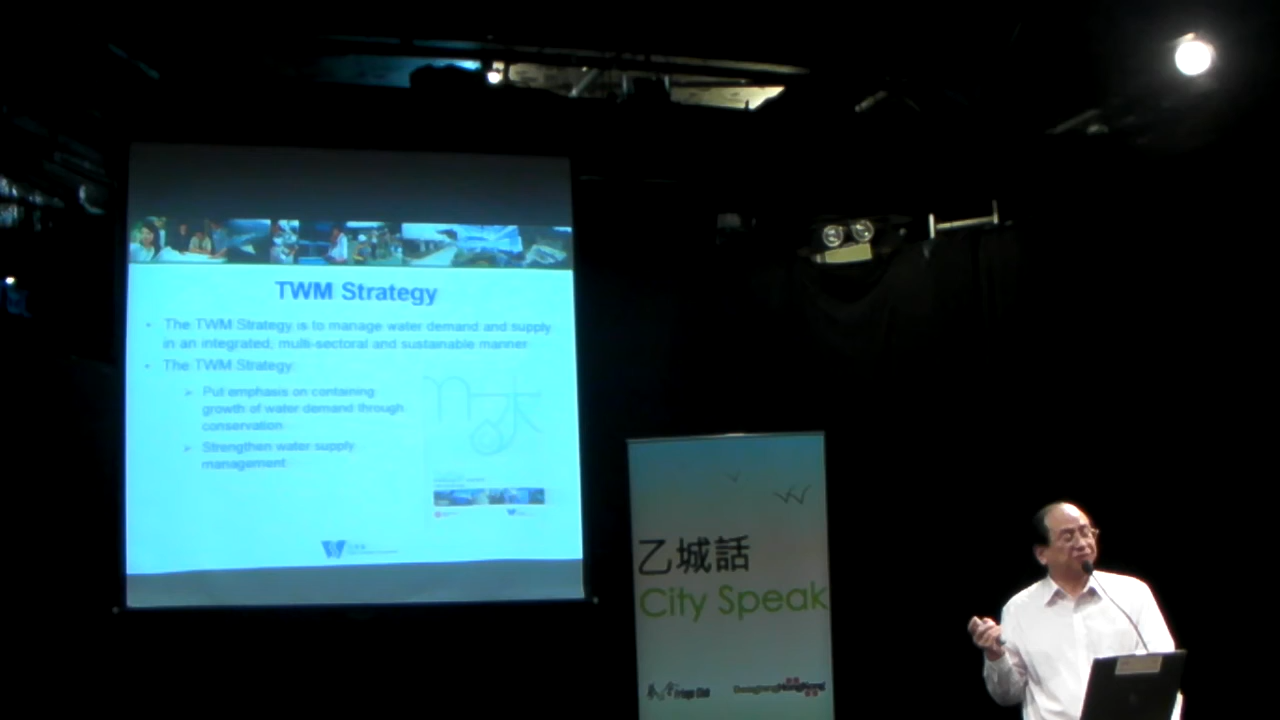 TWM Strategy
• The TWM Strategy is to manage water demand and supply
in an integrated, multi-sectoral and sustainable manner
• The TWM Strategy:
➢ Put emphasis on containing
growth of water demand through
conservation
➢ Strengthen water supply
management
乙城話
City Speak